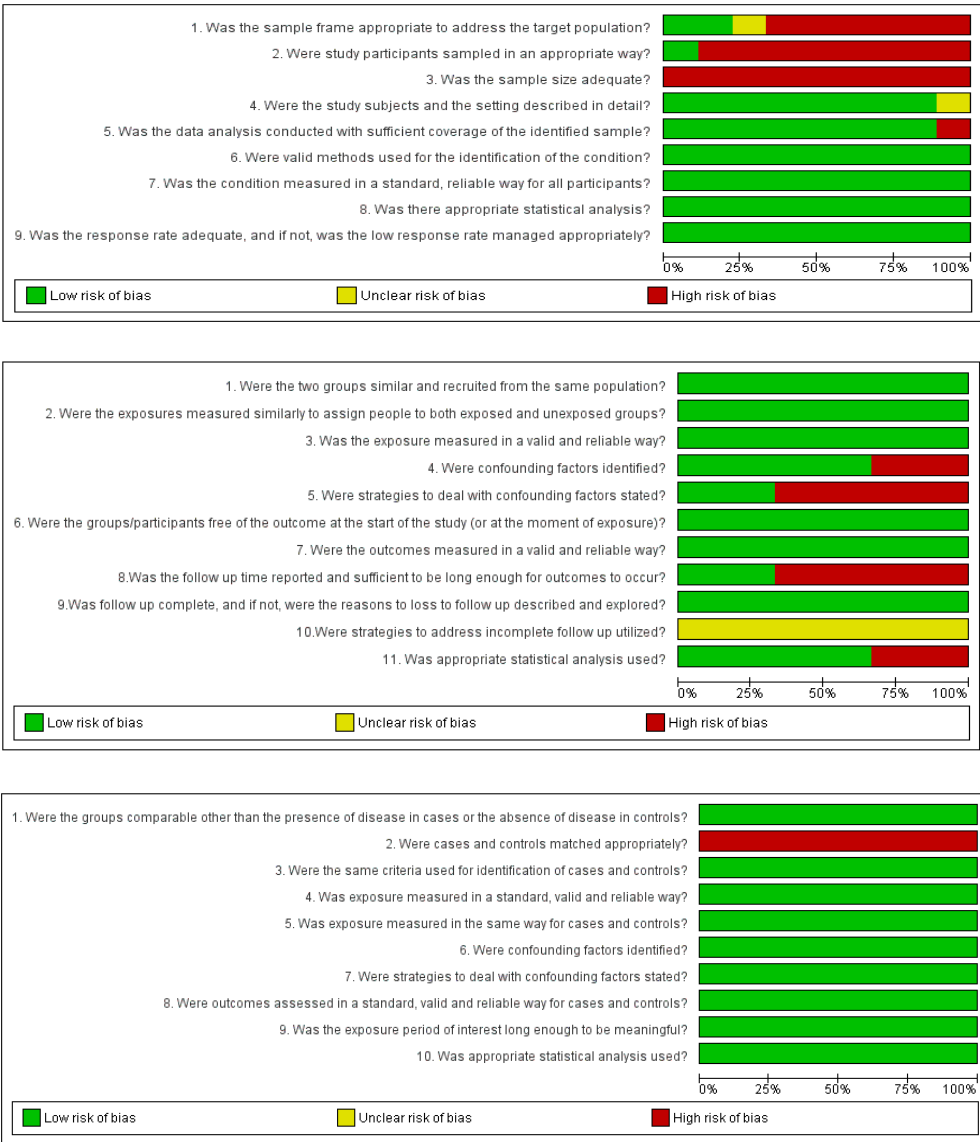 1. Was the sample frame appropriate to address the target population?
2. Were study participants sampled in an appropriate way?
3. Was the sample size adequate?
4. Were the study subjects and the setting described in detail?
5. Was the data analysis conducted with sufficient coverage of the identified sample?
6. Were valid methods used for the identification of the condition?
7. Was the condition measured in a standard, reliable way for all participants?
8. Was there appropriate statistical analysis?
9. Was the response rate adequate, and if not, was the low response rate managed appropriately?
0% 25% 50% 75% 100%
Low risk of bias Unclear risk of bias High risk of bias
1. Were the two groups similar and recruited from the same population?
2. Were the exposures measured similarly to assign people to both exposed and unexposed groups?
3. Was the exposure measured in a valid and reliable way?
4. Were confounding factors identified?
5. Were strategies to deal with confounding factors stated?
6. Were the groups/participants free of the outcome at the start of the study (or at the moment of exposure)?
7. Were the outcomes measured in a valid and reliable way?
8.Was the follow up time reported and sufficient to be long enough for outcomes to occur?
9.Was follow up complete, and if not, were the reasons to loss to follow up described and explored?
10.Were strategies to address incomplete follow up utilized?
11. Was appropriate statistical analysis used?
0% 25% 50% 75% 100%
Low risk of bias Unclear risk of bias High risk of bias
1. Were the groups comparable other than the presence of disease in cases or the absence of disease in controls?
2. Were cases and controls matched appropriately?
3. Were the same criteria used for identification of cases and controls?
4. Was exposure measured in a standard, valid and reliable way?
5. Was exposure measured in the same way for cases and controls?
6. Were confounding factors identified?
7. Were strategies to deal with confounding factors stated?
8. Were outcomes assessed in a standard, valid and reliable way for cases and controls?
9. Was the exposure period of interest long enough to be meaningful?
10. Was appropriate statistical analysis used?
0% 25% 50% 75% 100%
Low risk of bias Unclear risk of bias High risk of bias